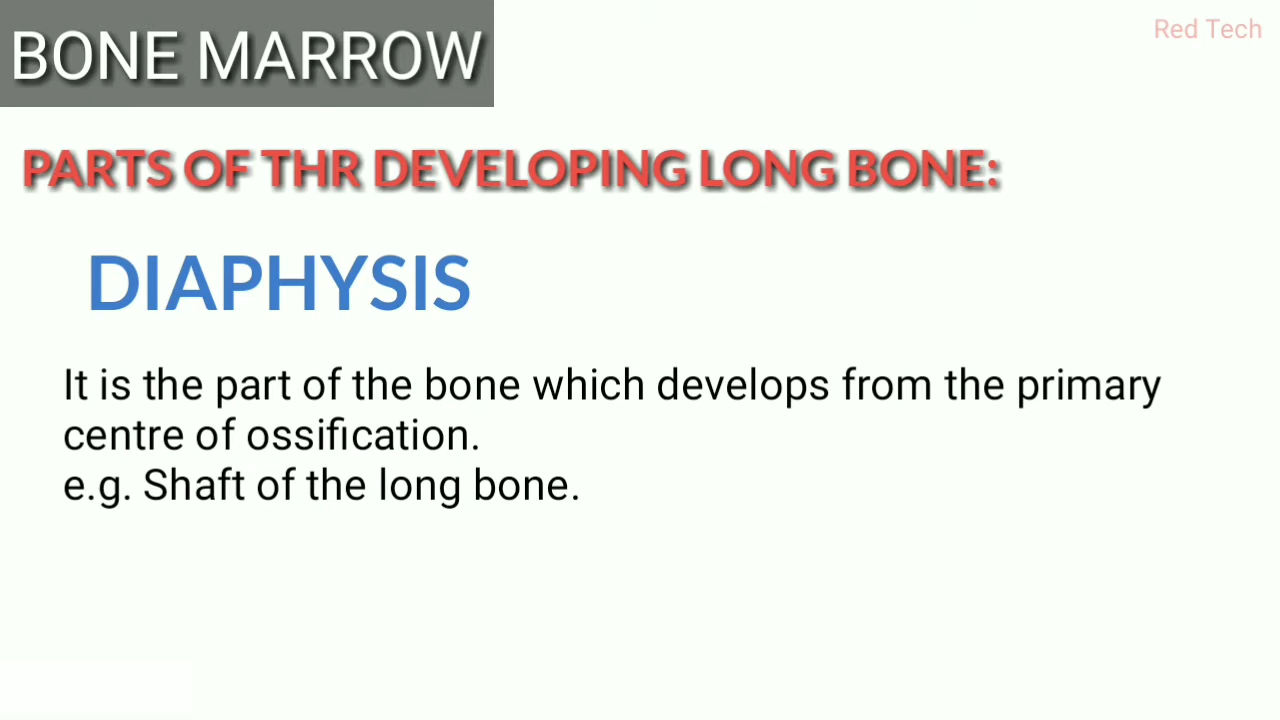 BONE MARROW
Red Tech
PARTS OF THR DEVELOPING LONG BONE:
DIAPHYSIS
It is the part of the bone which develops from the primary
centre of ossification.
e.g. Shaft of the long bone.